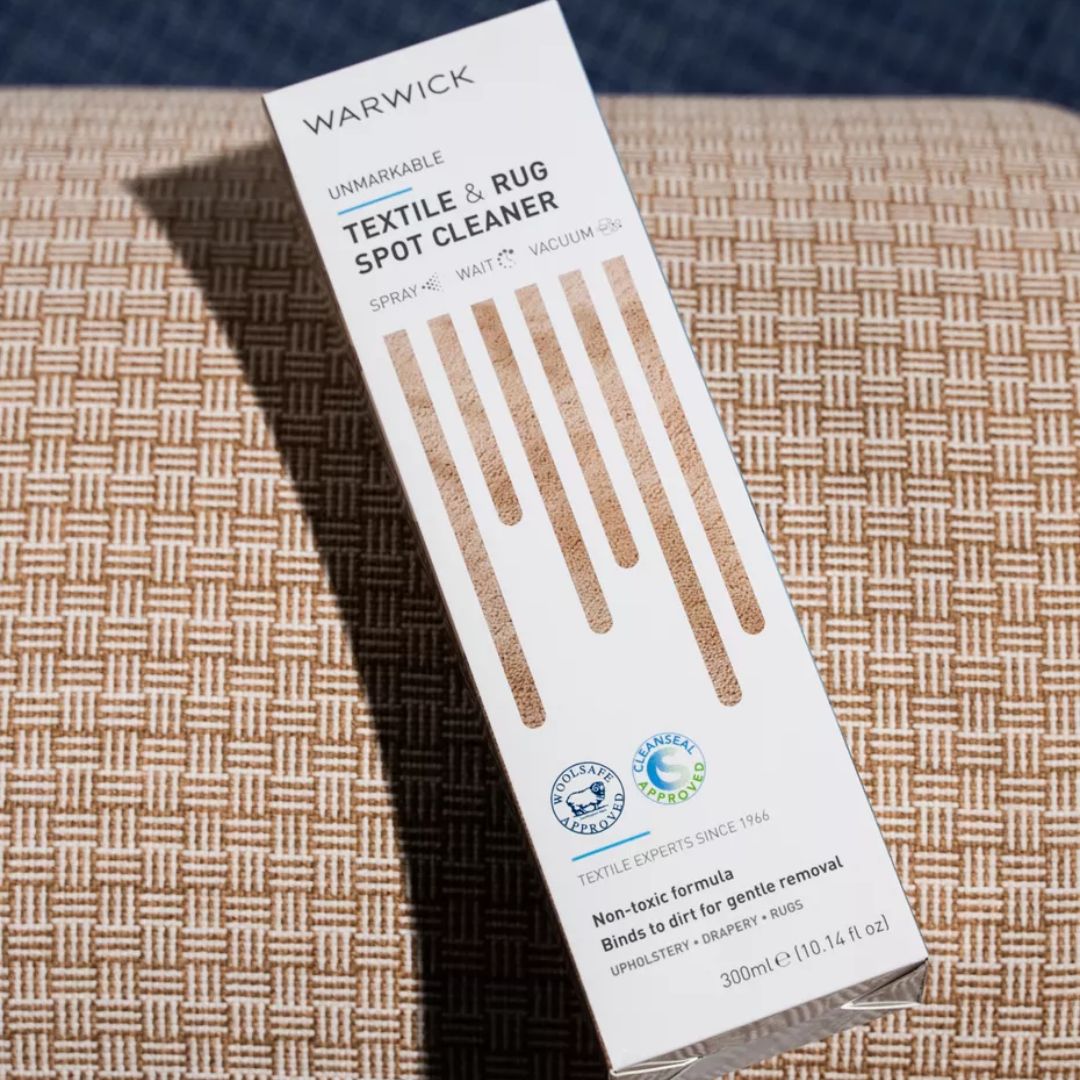 WARWICK
UNMARKABLE
TEXTILE & RUG
SPOT CLEANER
SPRAY WAIT VACUUM
WOOLSAFE
APPROVED
CLEANSEAL
APPROVED
TEXTILE EXPERTS SINCE 1966
Non-toxic formula
Binds to dirt for gentle removal
UPHOLSTERY • DRAPERY • RUGS
300ml ℮ (10.14 fl oz)